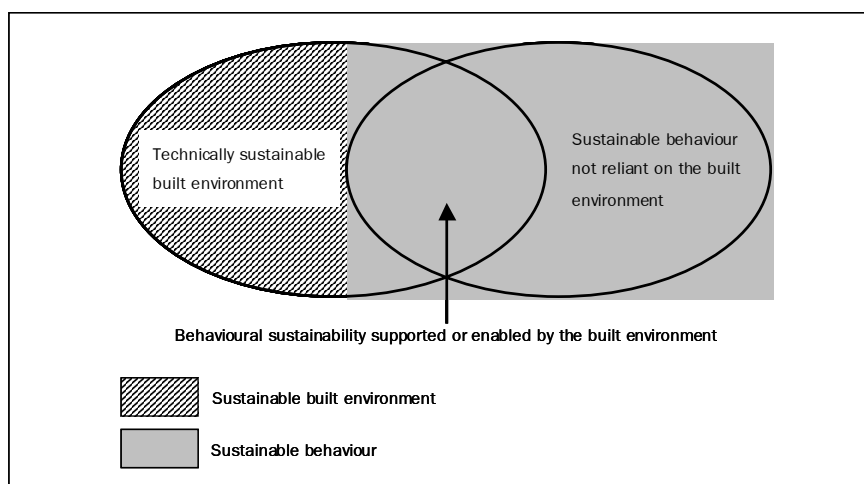 Technically sustainable
built environment
Sustainable behaviour
not reliant on the built
environment
Behavioural sustainability supported or enabled by the built environment
Sustainable built environment
Sustainable behaviour